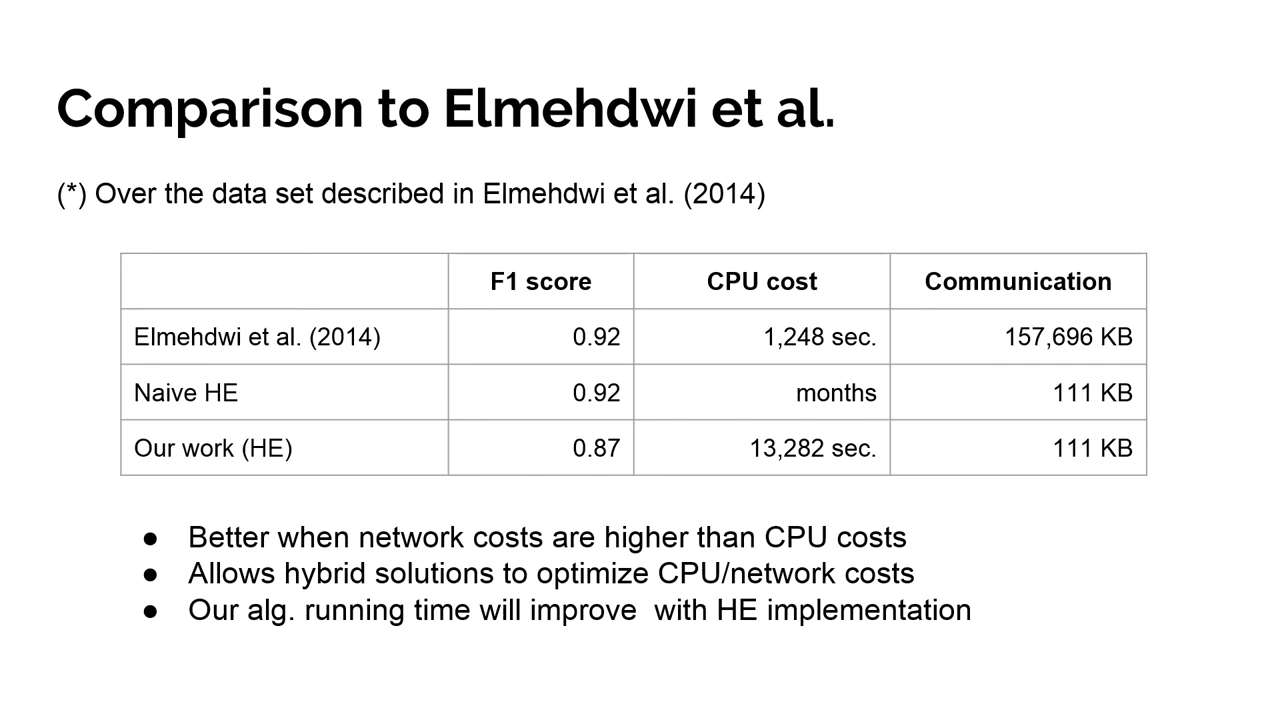 Comparison to Elmehdwi et al.
(*) Over the data set described in Elmehdwi et al. (2014)
F1 score CPU cost Communication
Elmehdwi et al. (2014) 0.92 1,248 sec. 157,696 KB
Naive HE 0.92 months 111 KB
Our work (HE) 0.87 13,282 sec. 111 KB
● Better when network costs are higher than CPU costs
● Allows hybrid solutions to optimize CPU/network costs
● Our alg. running time will improve  with HE implementation